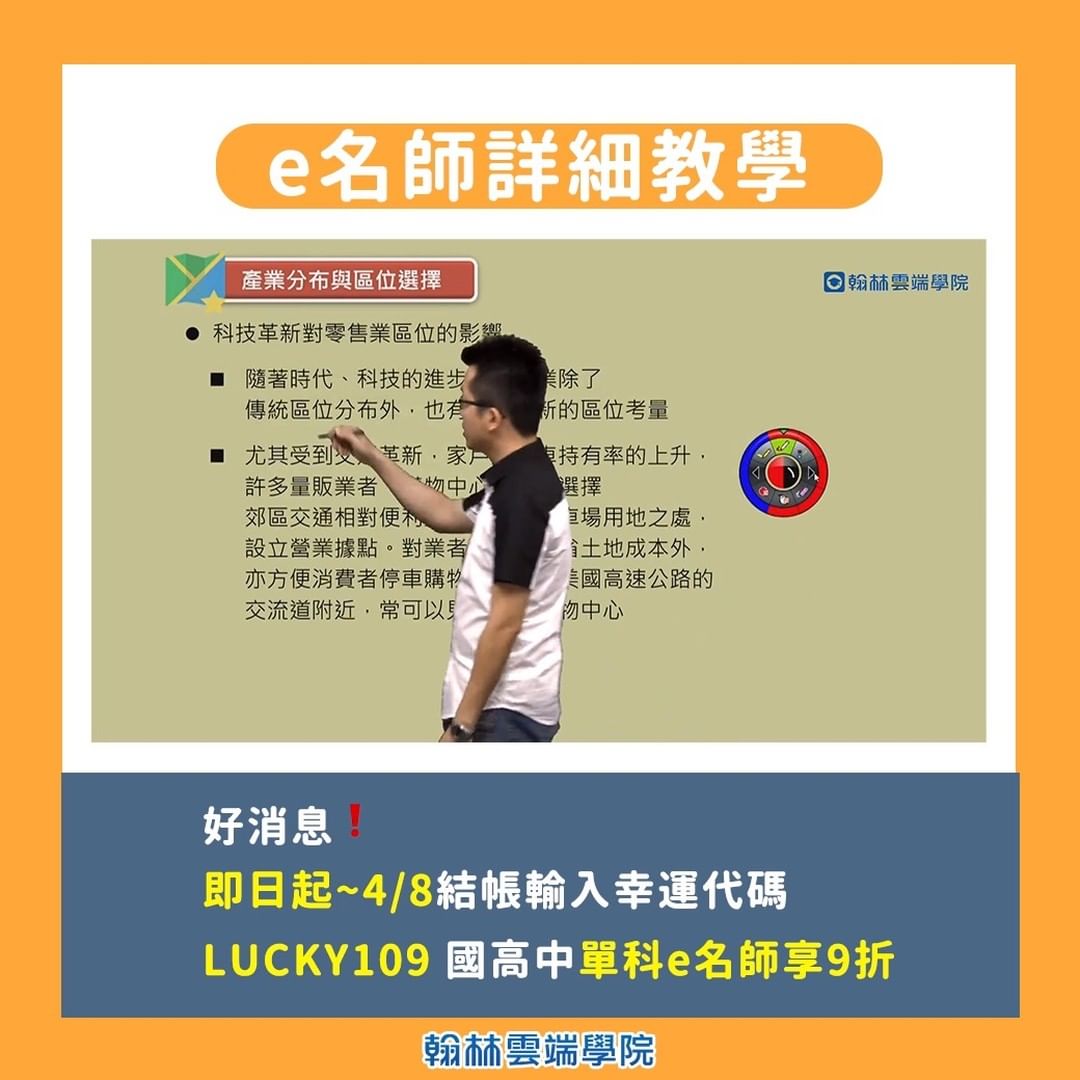 e名師詳細教學
產業分布與區位選擇
翰林雲端學院
科技革新對零售業區位的影響
隨著時代、科技的進步 業除了
傳統區位分布外，也有 新的區位考量
尤其受到交 革新，家戶 車持有率的上升，
許多量販業者 物中心 選擇
郊區交通相對便利 車場用地之處，
設立營業據點。對業者 省土地成本外，
亦方便消費者停車購物 美國高速公路的
交流道附近，常可以見 物中心
好消息！
即日起~4/8結帳輸入幸運代碼
LUCKY109 國高中單科e名師享9折
翰林雲端學院